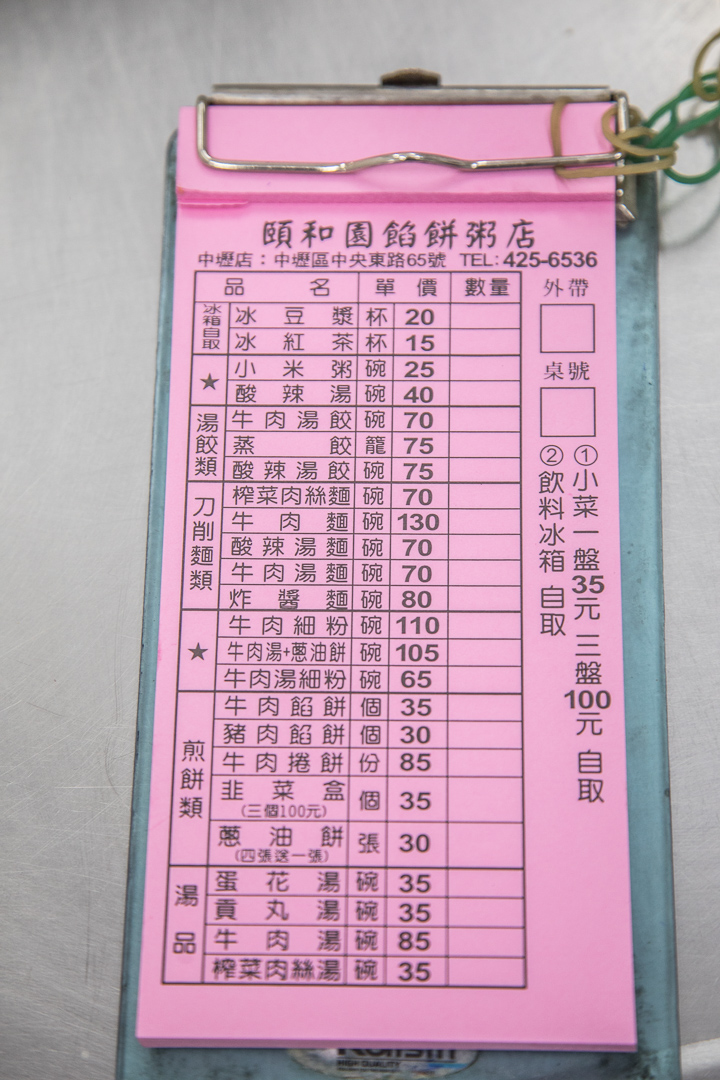 頤和園餡餅粥店
中壢店：中壢區中央東路65號 TEL:425-6536
品名 單價 數量
冰箱自取
冰豆漿 杯 20
冰紅茶 杯 15
★
小米粥 碗 25
酸辣湯 碗 40
湯餃類
牛肉湯餃 碗 70
蒸餃 籠 75
酸辣湯餃 碗 75
刀削麵類
榨菜肉絲麵 碗 70
牛肉麵 碗 130
酸辣湯麵 碗 70
牛肉湯麵 碗 70
炸醬麵 碗 80
★
牛肉細粉 碗 110
牛肉湯+蔥油餅 碗 105
牛肉湯細粉 碗 65
煎餅類
牛肉餡餅 個 35
豬肉餡餅 個 30
牛肉捲餅 份 85
韭菜盒 個 35
(三個100元)
蔥油餅 張 30
(四張送一張)
湯品
蛋花湯 碗 35
貢丸湯 碗 35
牛肉湯 碗 85
榨菜肉絲湯 碗 35
外帶
桌號
①小菜一盤35元 三盤100元 自取
②飲料冰箱 自取
HIGH QUALITY